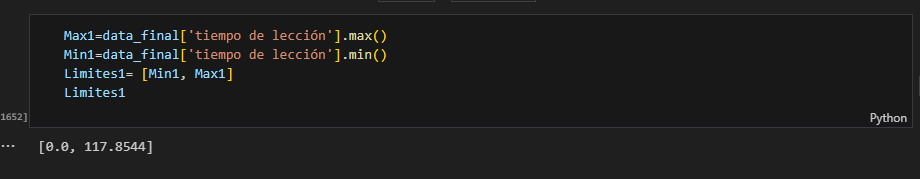 Max1=data_final['tiempo de lección'].max()
Min1=data_final['tiempo de lección'].min()
Limites1= [Min1, Max1]
Limites1
1652]
Python
... [0.0, 117.8544]